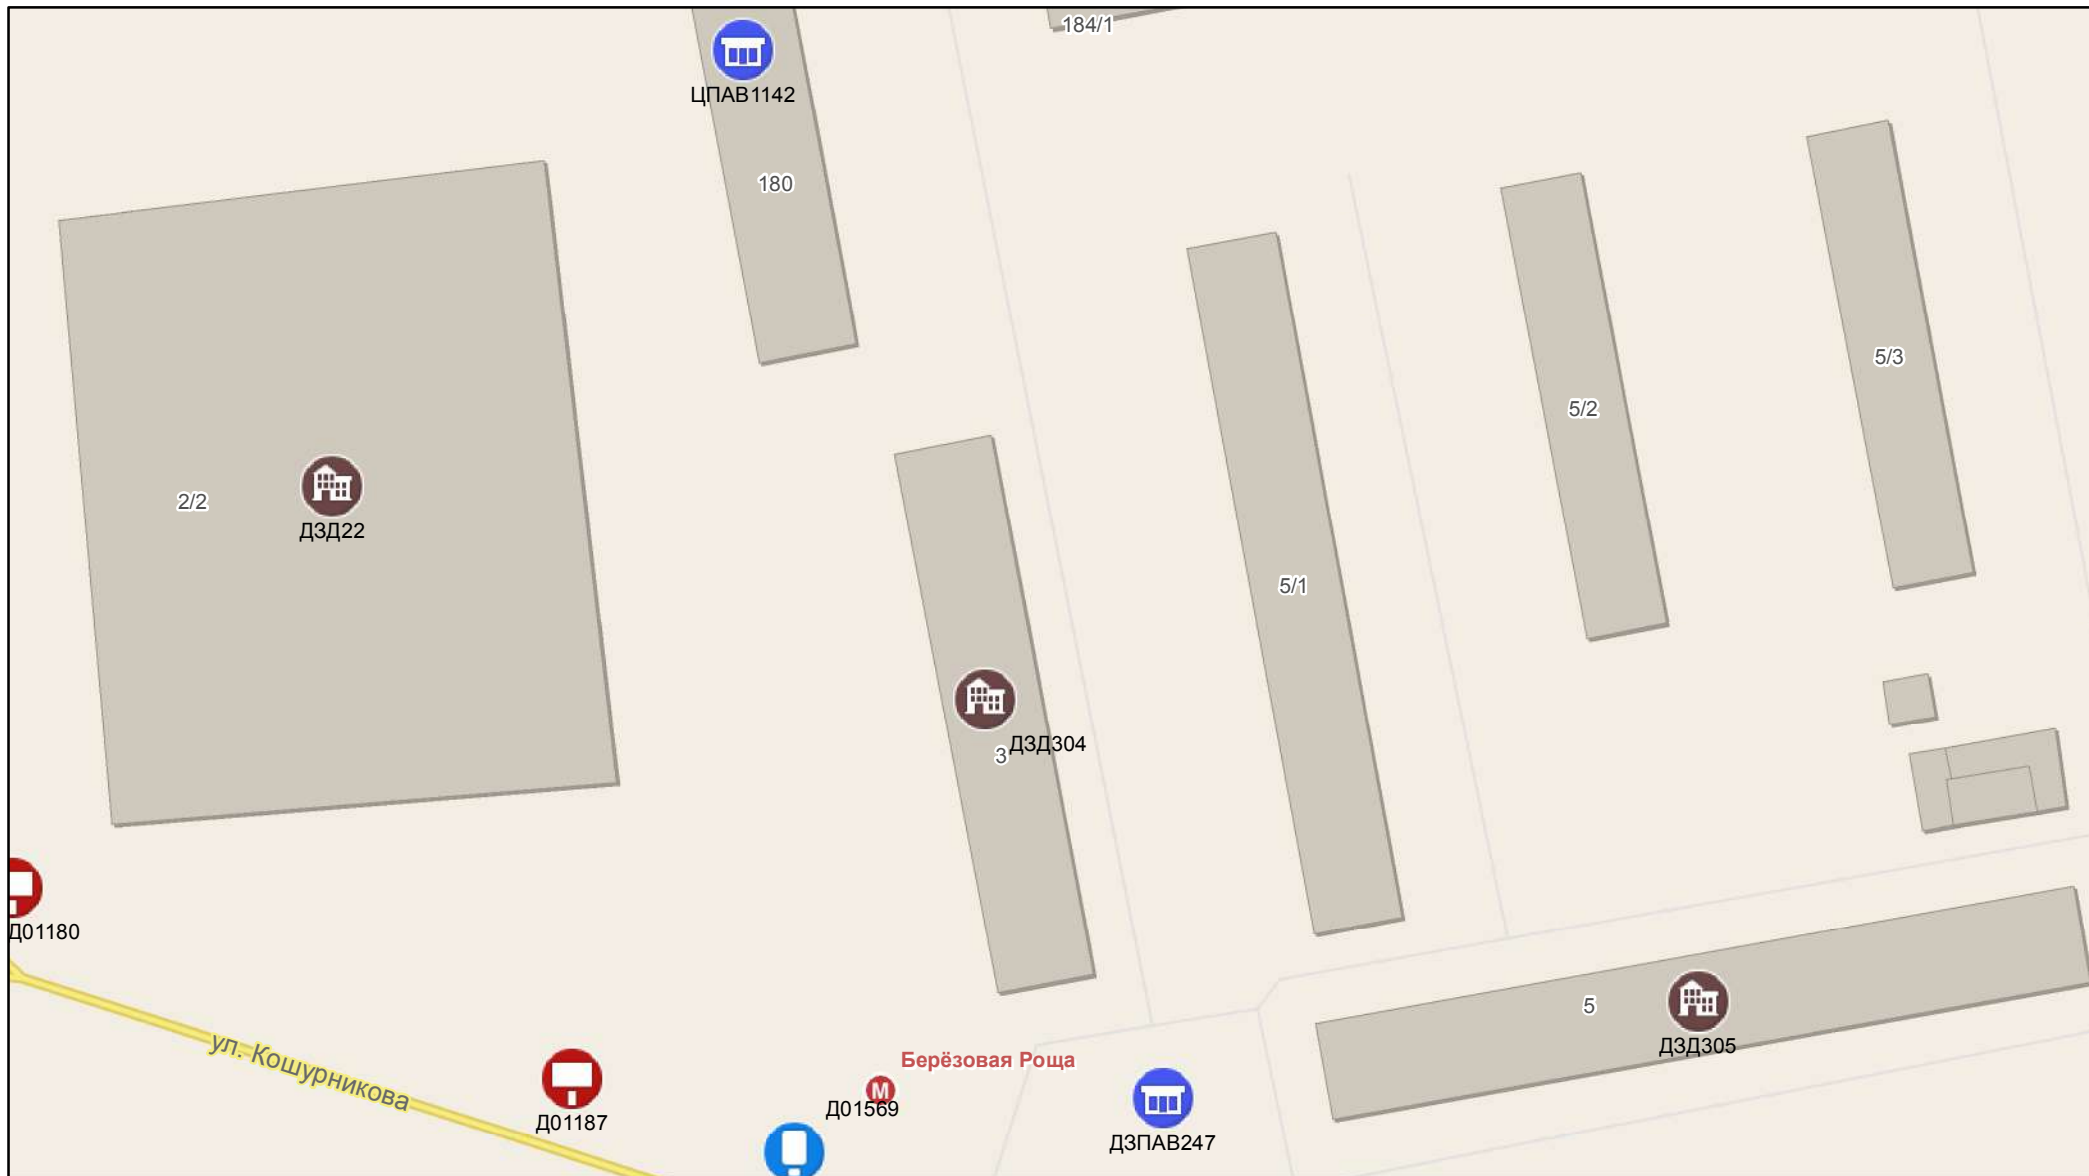 184/1
ЦПАВ1142
180
5/3
5/2
2/2
ДЗД22
5/1
ДЗД304
3
Д01180
5
ДЗД305
ул. Кошурникова
Берёзовая Роща
М
Д01569
Д01187
ДЗПАВ247